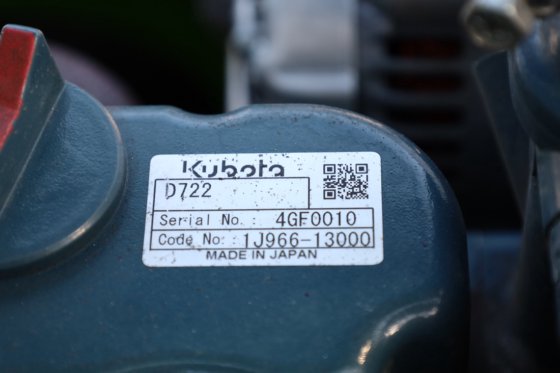 Kubota
D722
Serial No. : 4GF0010
Code No. : 1J966-13000
MADE IN JAPAN